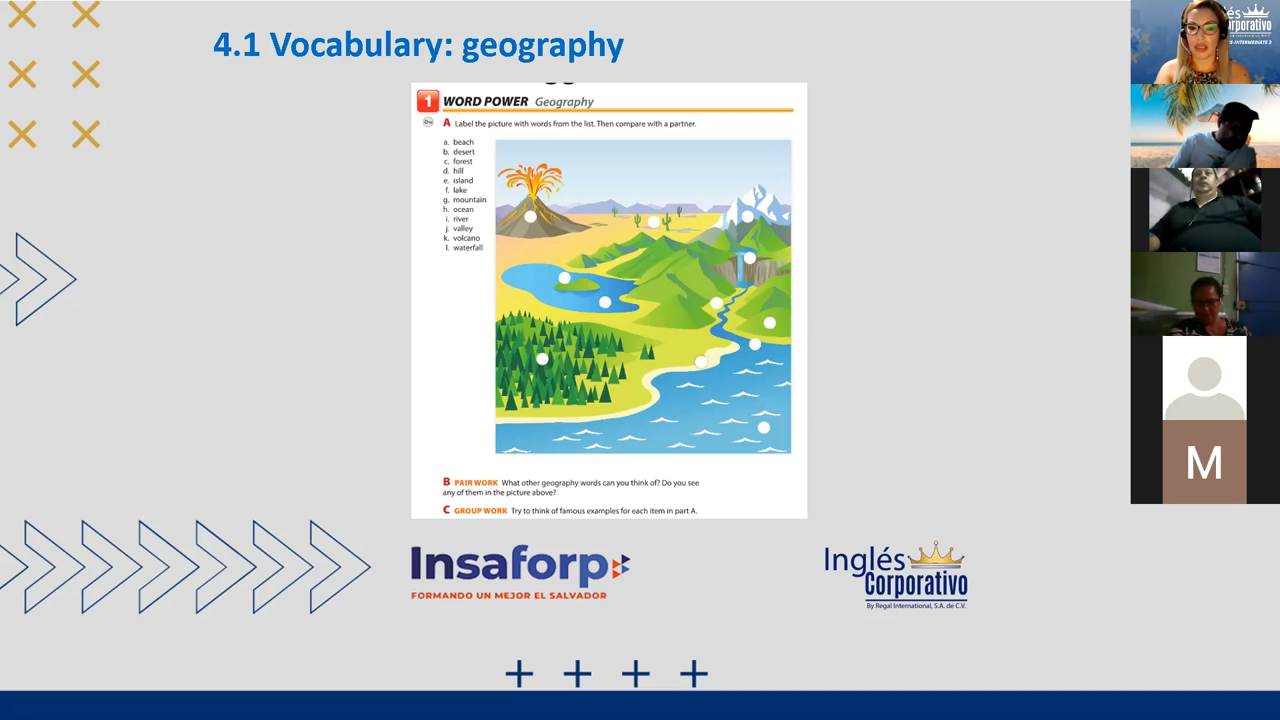 4.1 Vocabulary: geography
1 WORD POWER Geography
A Label the picture with words from the list. Then compare with a partner.
a. beach
b. desert
c. forest
d. hill
e. island
f. lake
g. mountain
h. ocean
i. river
j. valley
k. volcano
l. waterfall
B PAIR WORK What other geography words can you think of? Do you see
any of them in the picture above?
C GROUP WORK Try to think of famous examples for each item in part A.
Insaforp
FORMANDO UN MEJOR EL SALVADOR
Inglés
Corporativo
By Regal International, S.A. de C.V.
M